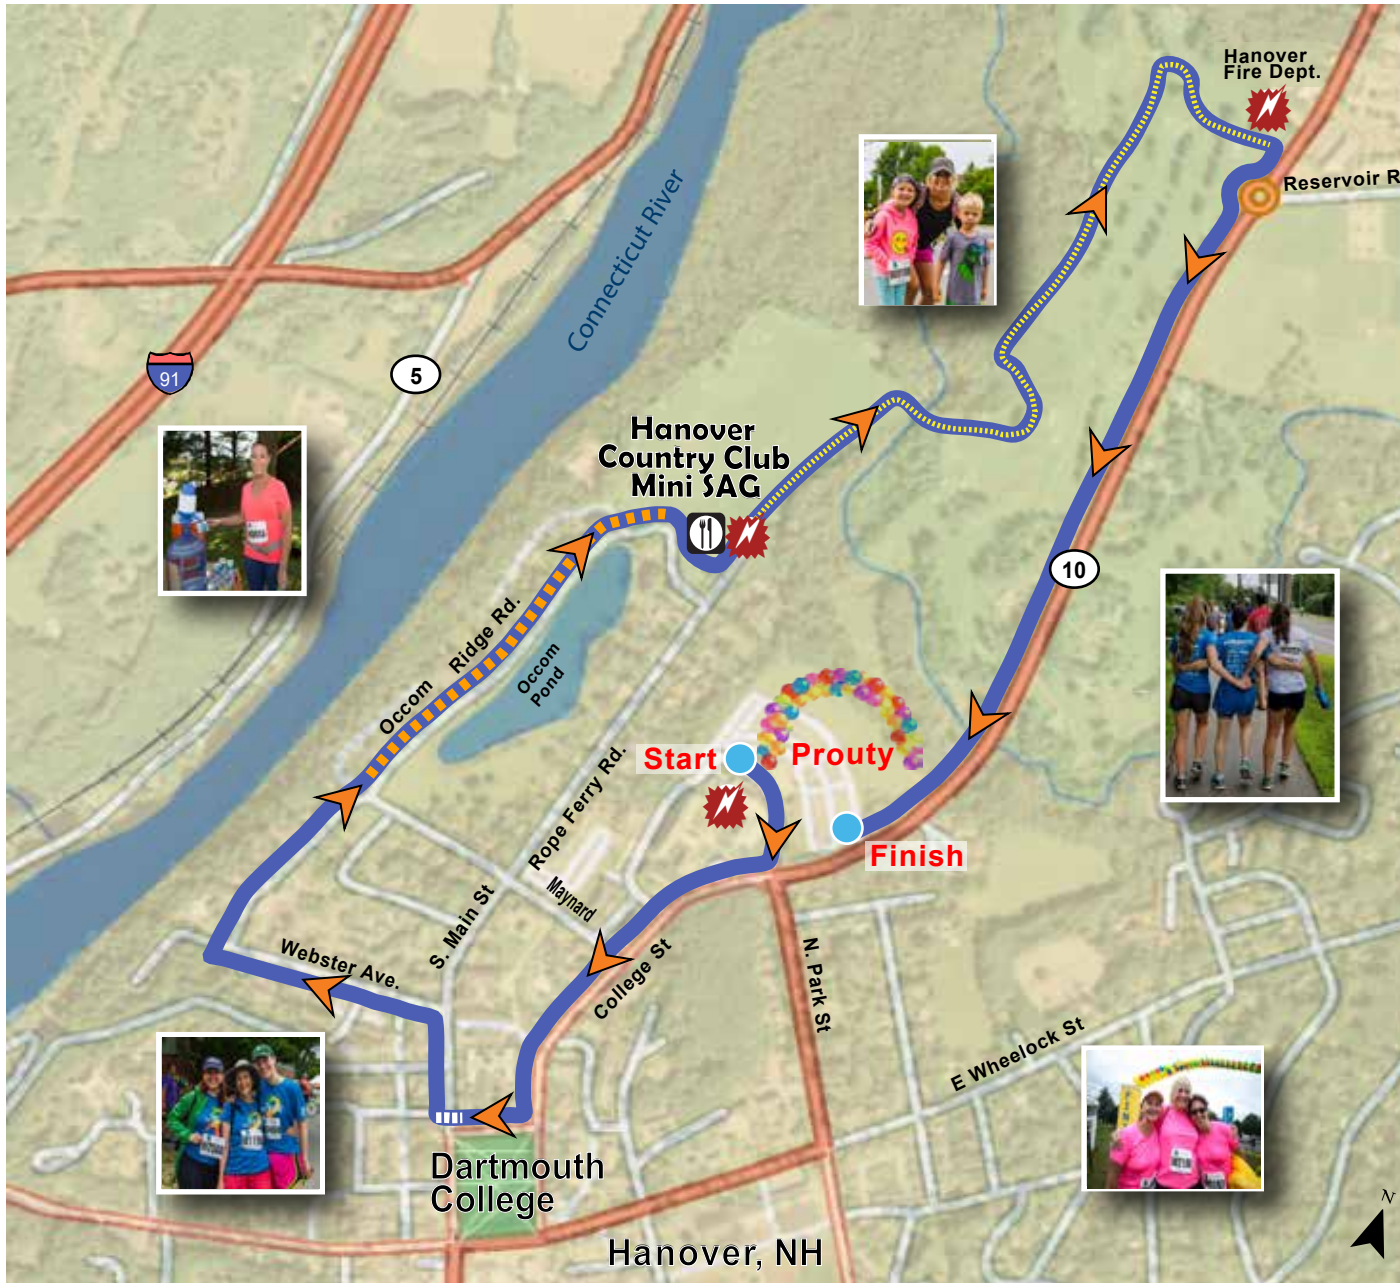 Hanover
Fire Dept.
Reservoir R
Connecticut River
91
5
Hanover
Country Club
Mini SAG
10
Occom Ridge Rd.
Occom
Pond
Start
Prouty
Finish
Rope Ferry Rd.
Maynard
S. Main St
Webster Ave.
College St
N. Park St
E Wheelock St
Dartmouth
College
Hanover, NH
N